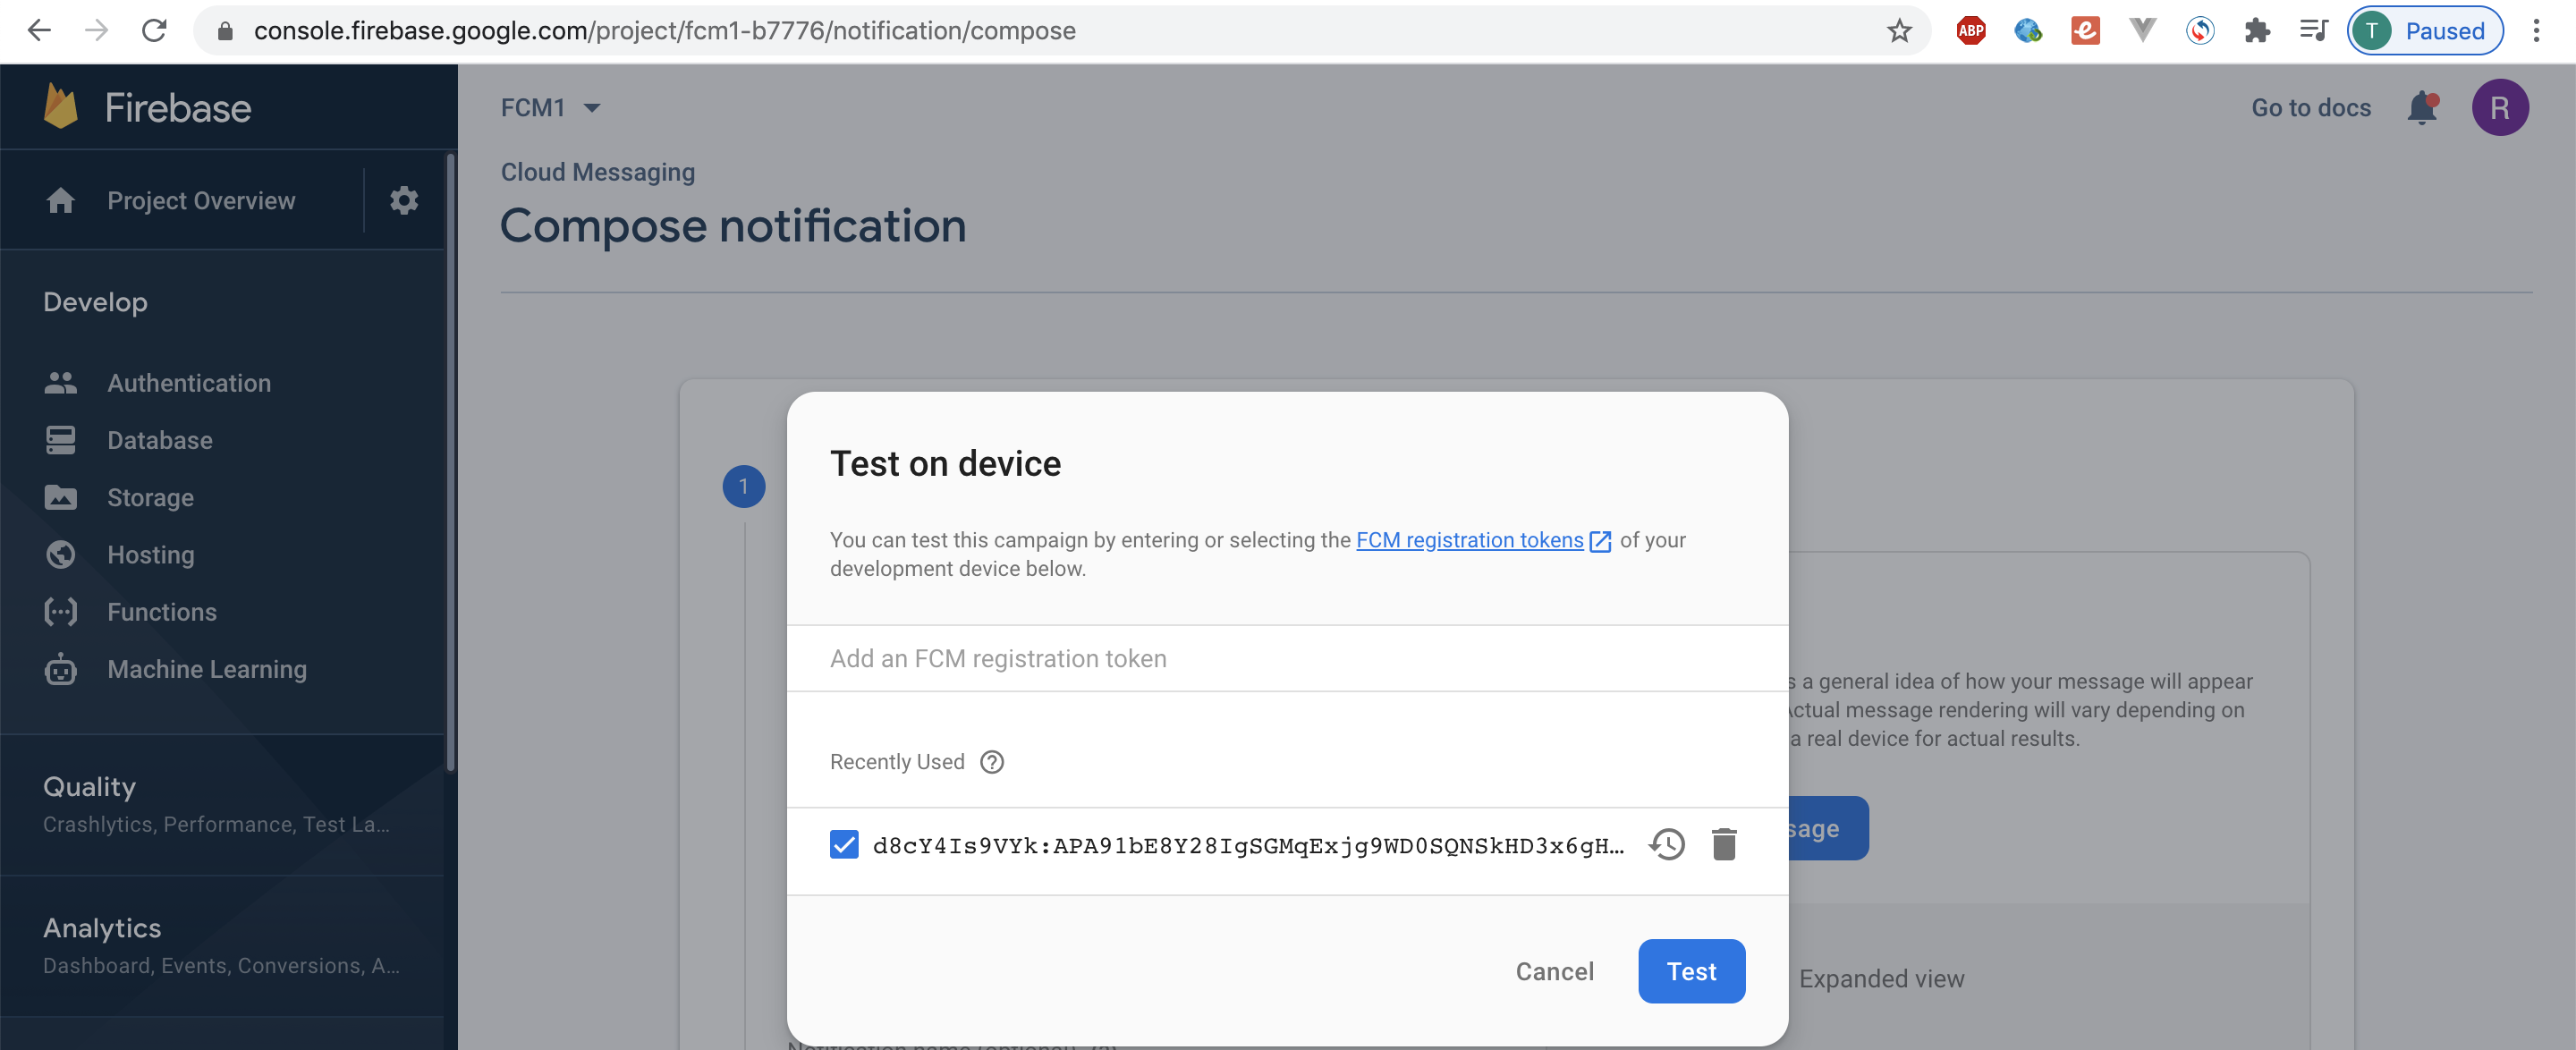 console.firebase.google.com/project/fcm1-b7776/notification/compose
ABP
T Paused
Firebase
FCM1
Go to docs
R
Project Overview
Cloud Messaging
Compose notification
Develop
Authentication
Database
Storage
Hosting
Functions
Machine Learning
Quality
Crashlytics, Performance, Test La...
Analytics
Dashboard, Events, Conversions, A...
1
Test on device
You can test this campaign by entering or selecting the FCM registration tokens of your
development device below.
Add an FCM registration token
Recently Used
d8cY4Is9VYk:APA91bE8Y28IgSGMqExjg9WD0SQNSkHD3x6gH...
Cancel
Test
s a general idea of how your message will appear
Actual message rendering will vary depending on
a real device for actual results.
sage
Expanded view
Notification name (optional)